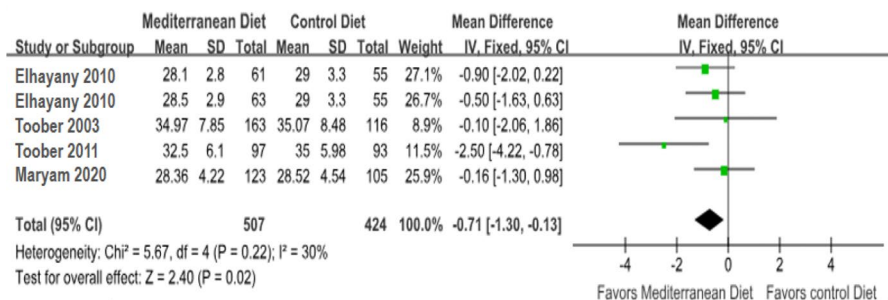 Mediterranean Diet Control Diet Mean Difference Mean Difference
Study or Subgroup Mean SD Total Mean SD Total Weight IV, Fixed, 95% CI IV, Fixed, 95% CI
Elhayany 2010 28.1 2.8 61 29 3.3 55 27.1% -0.90 [-2.02, 0.22]
Elhayany 2010 28.5 2.9 63 29 3.3 55 26.7% -0.50 [-1.63, 0.63]
Toober 2003 34.97 7.85 163 35.07 8.48 116 8.9% -0.10 [-2.06, 1.86]
Toober 2011 32.5 6.1 97 35 5.98 93 11.5% -2.50 [-4.22, -0.78]
Maryam 2020 28.36 4.22 123 28.52 4.54 105 25.9% -0.16 [-1.30, 0.98]
Total (95% CI) 507 424 100.0% -0.71 [-1.30, -0.13]
Heterogeneity: Chi² = 5.67, df = 4 (P = 0.22); I² = 30%
Test for overall effect: Z = 2.40 (P = 0.02)
-4 -2 0 2 4
Favors Mediterranean Diet Favors control Diet